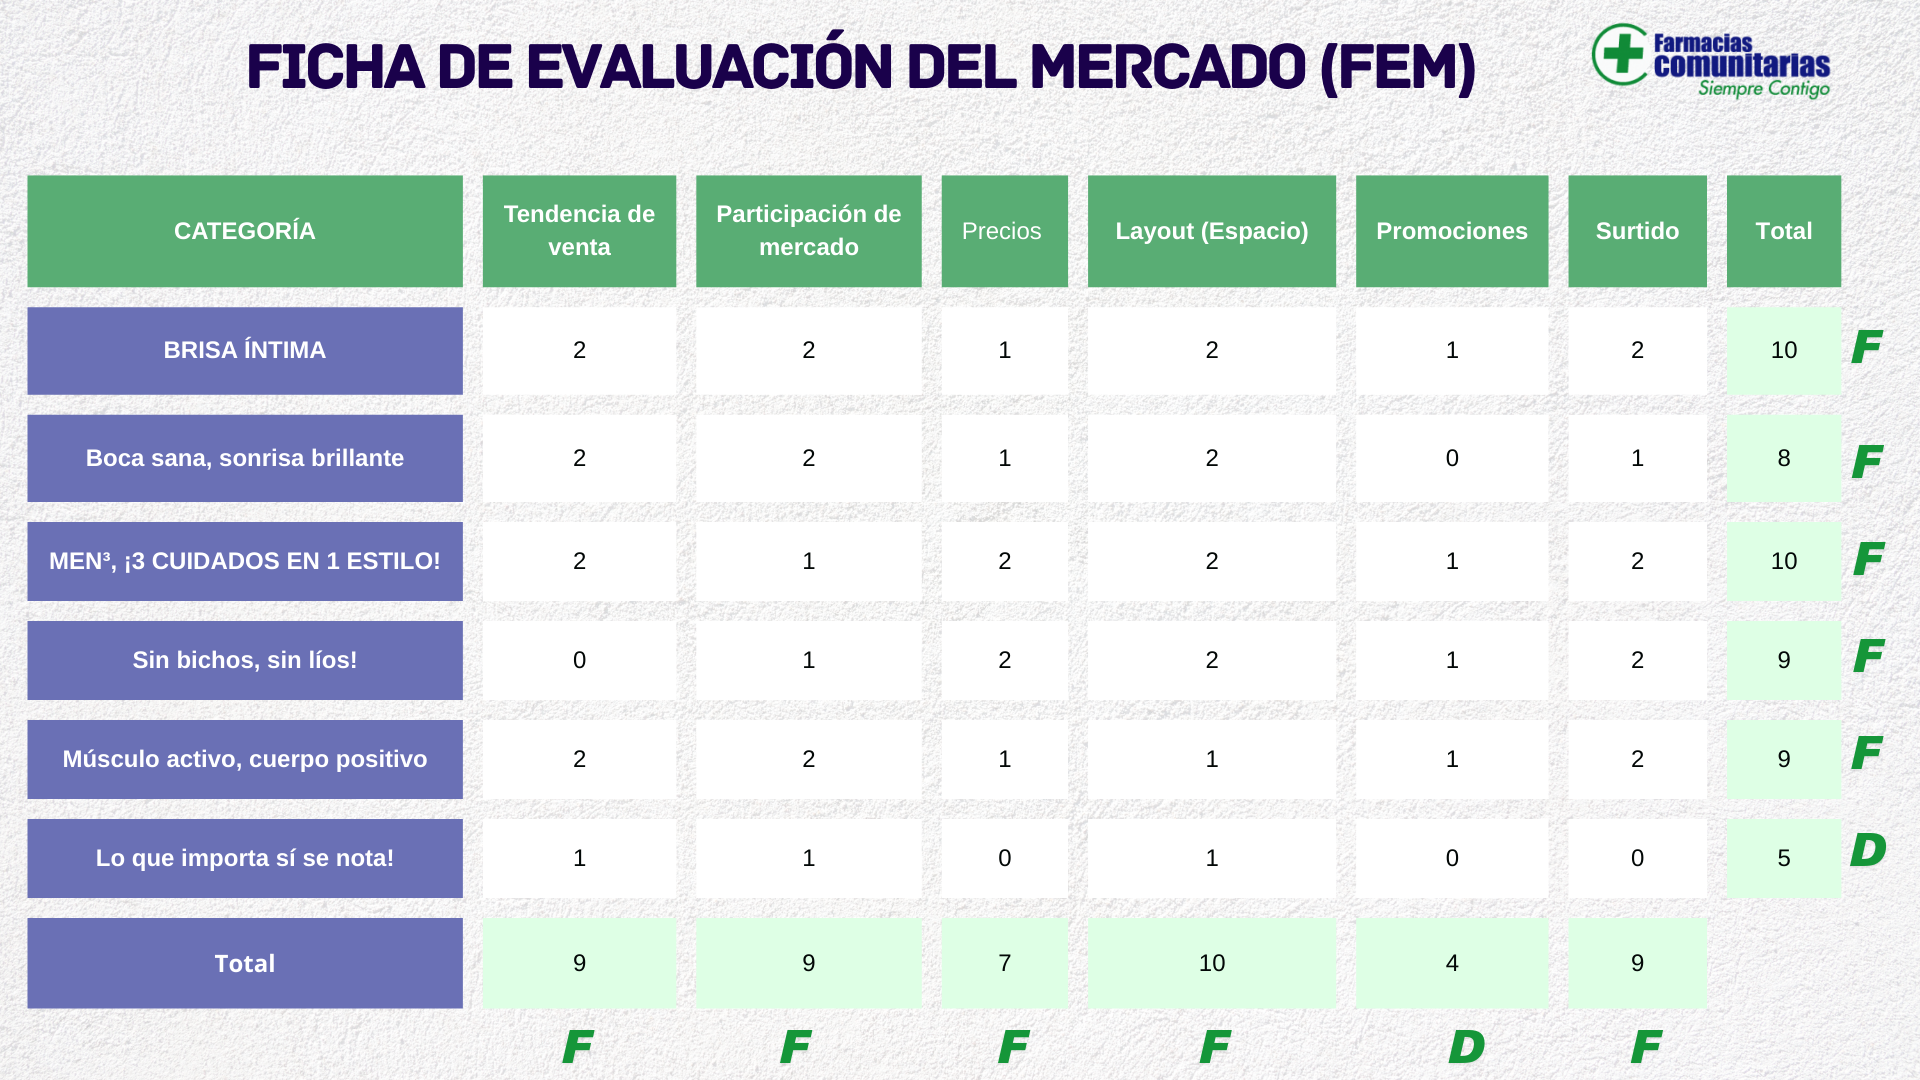 FICHA DE EVALUACIÓN DEL MERCADO (FEM)
Farmacias
comunitarias
Siempre Contigo
CATEGORÍA Tendencia de venta Participación de mercado Precios Layout (Espacio) Promociones Surtido Total
BRISA ÍNTIMA 2 2 1 2 1 2 10 F
Boca sana, sonrisa brillante 2 2 1 2 0 1 8 F
MEN³, ¡3 CUIDADOS EN 1 ESTILO! 2 1 2 2 1 2 10 F
Sin bichos, sin líos! 0 1 2 2 1 2 9 F
Músculo activo, cuerpo positivo 2 2 1 1 1 2 9 F
Lo que importa sí se nota! 1 1 0 1 0 0 5 D
Total 9 9 7 10 4 9
F F F F D F